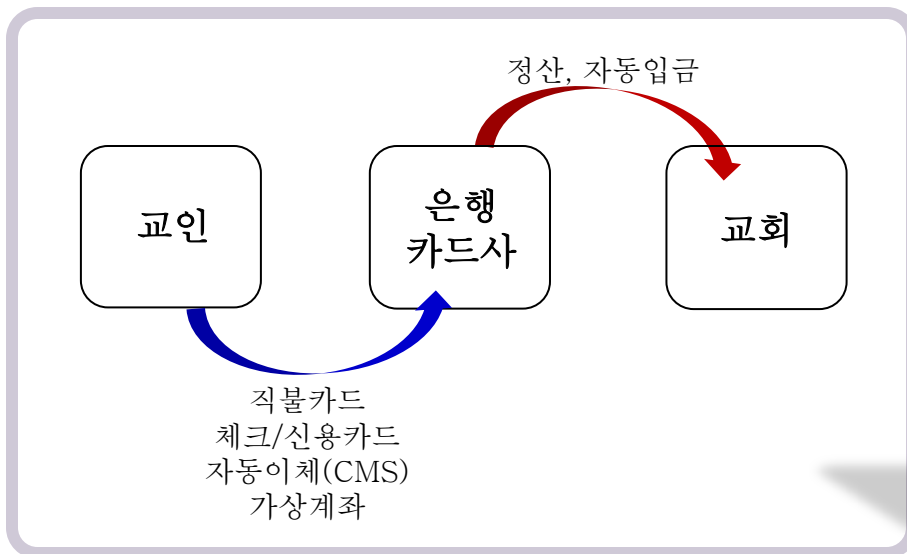 정산, 자동입금
교인
은행
카드사
교회
직불카드
체크/신용카드
자동이체(CMS)
가상계좌